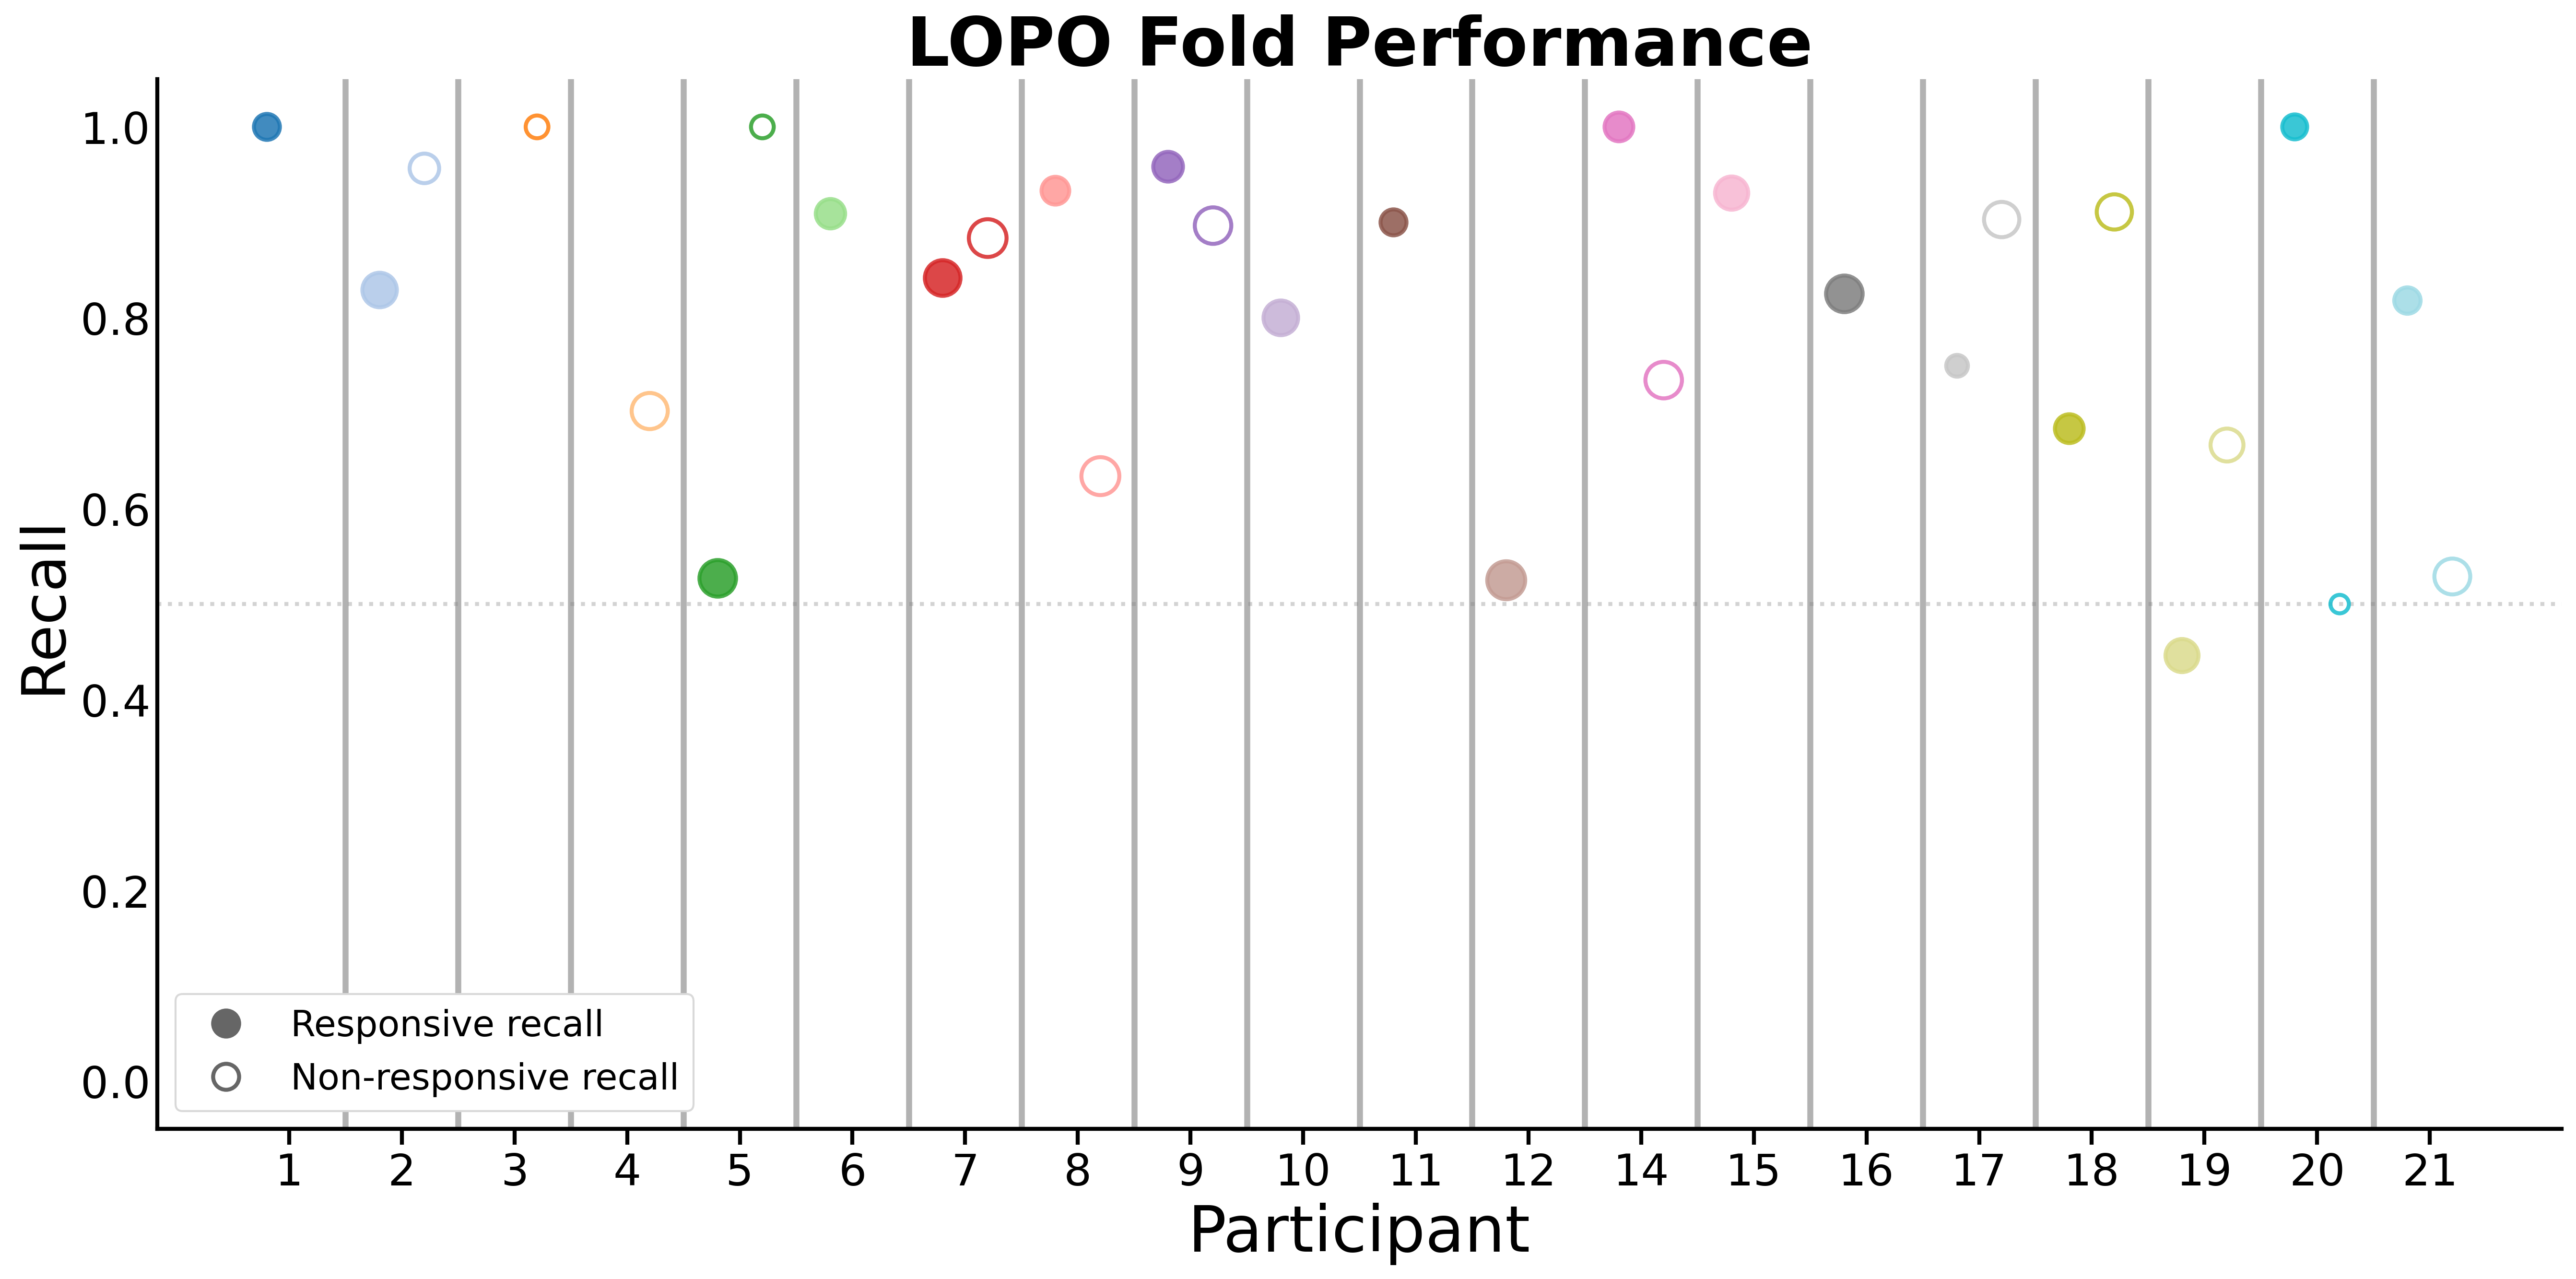 LOPO Fold Performance
1.0
0.8
0.6
0.4
0.2
0.0
Recall
Responsive recall
Non-responsive recall
1 2 3 4 5 6 7 8 9 10 11 12 14 15 16 17 18 19 20 21
Participant